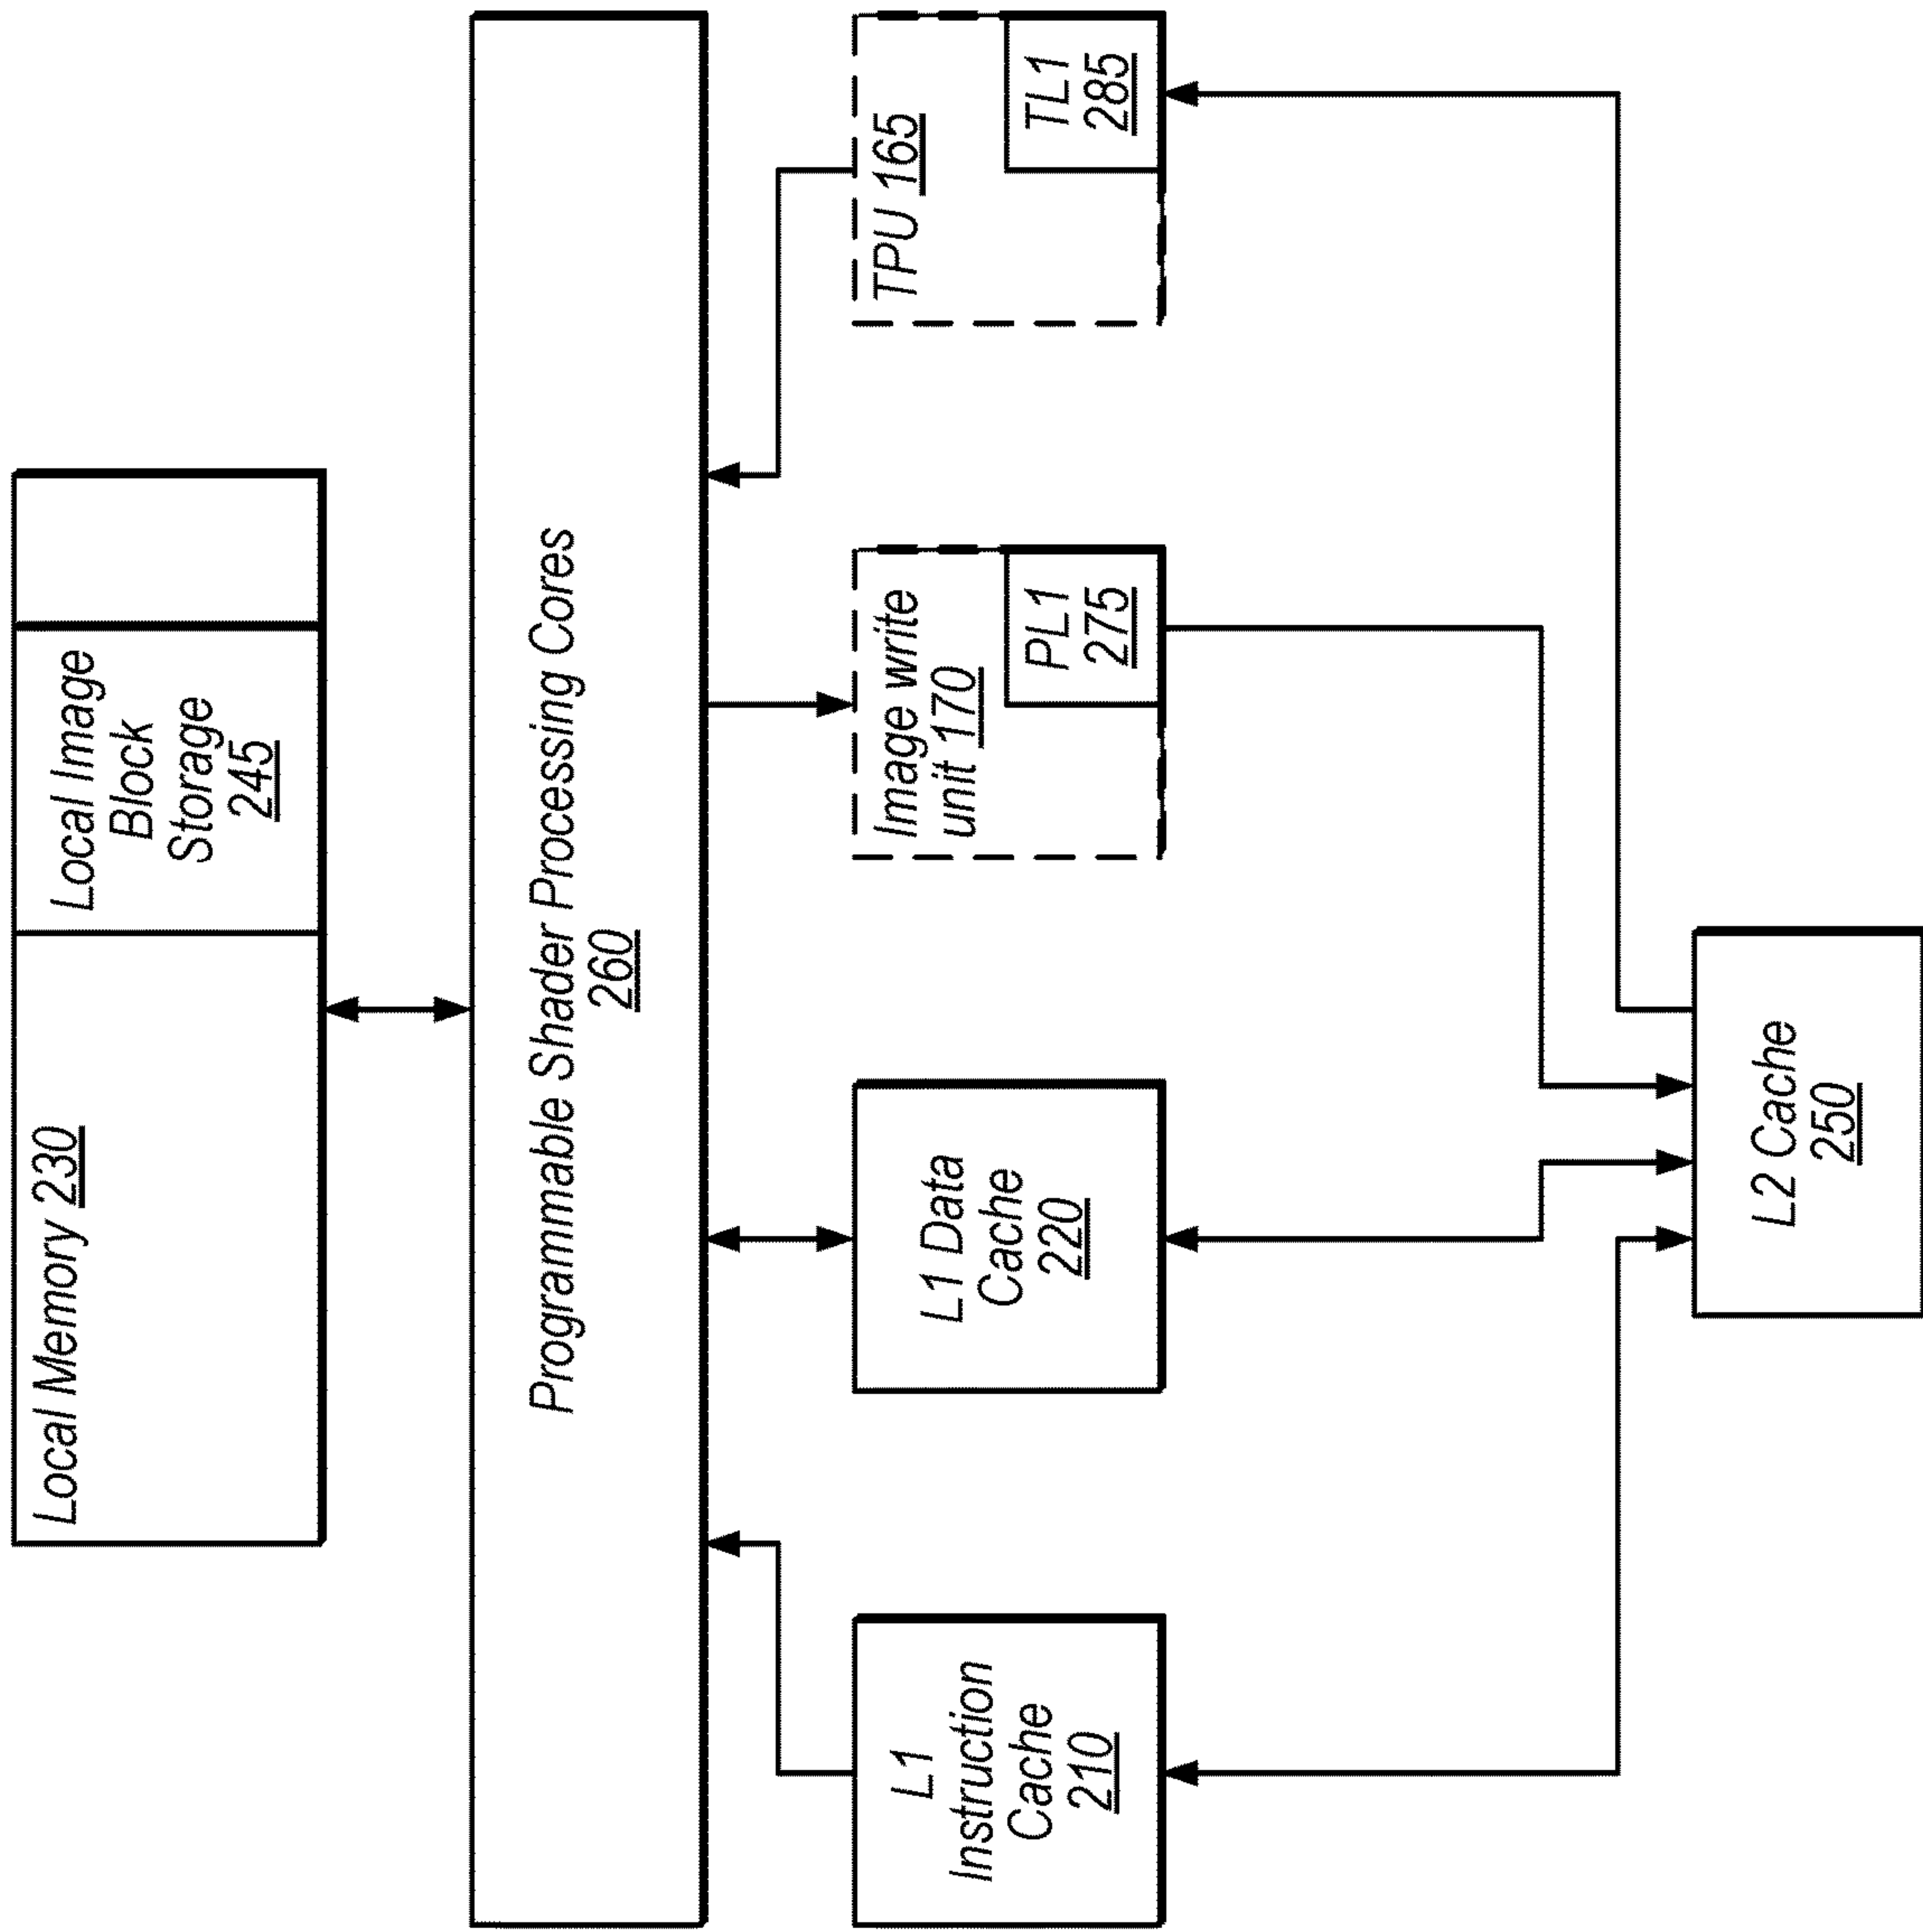 Local Memory 230
Local Image
Block
Storage
245
Programmable Shader Processing Cores
260
L1
Instruction
Cache
210
L1 Data
Cache
220
Image write
unit 170
PL1
275
TPU 165
TL1
285
L2 Cache
250